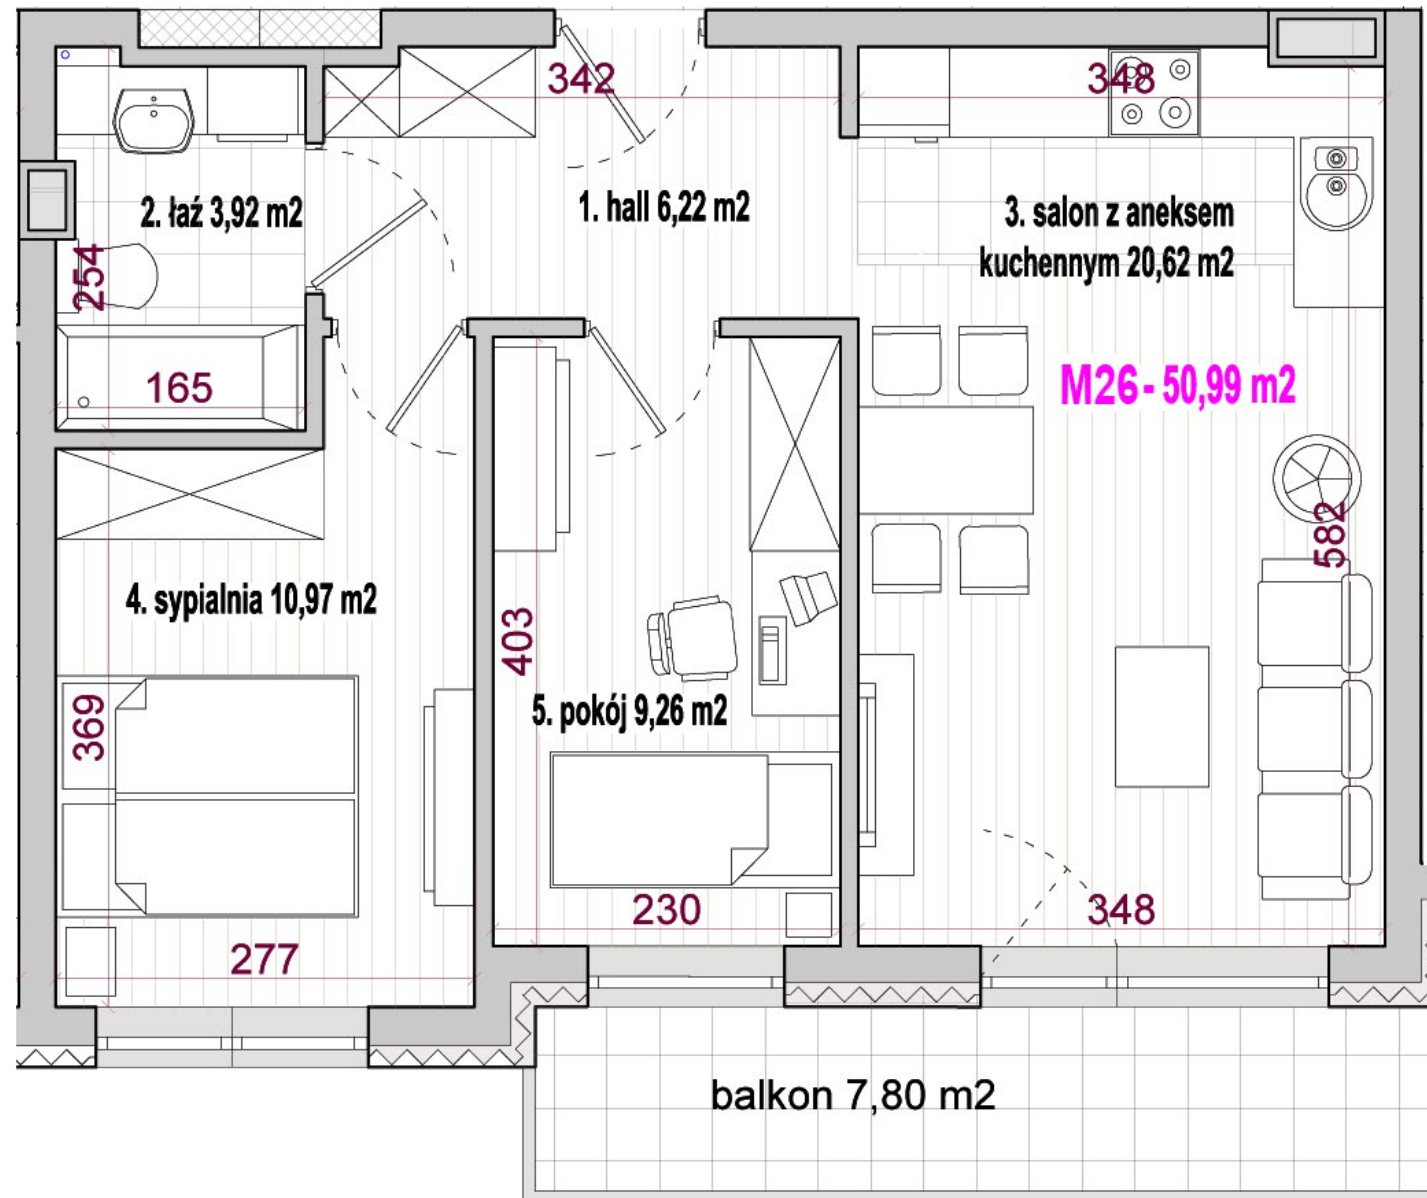 342
348
2. łaź 3,92 m2
1. hall 6,22 m2
3. salon z aneksem
kuchennym 20,62 m2
254
165
M26 - 50,99 m2
582
4. sypialnia 10,97 m2
403
369
5. pokój 9,26 m2
277
230
348
balkon 7,80 m2